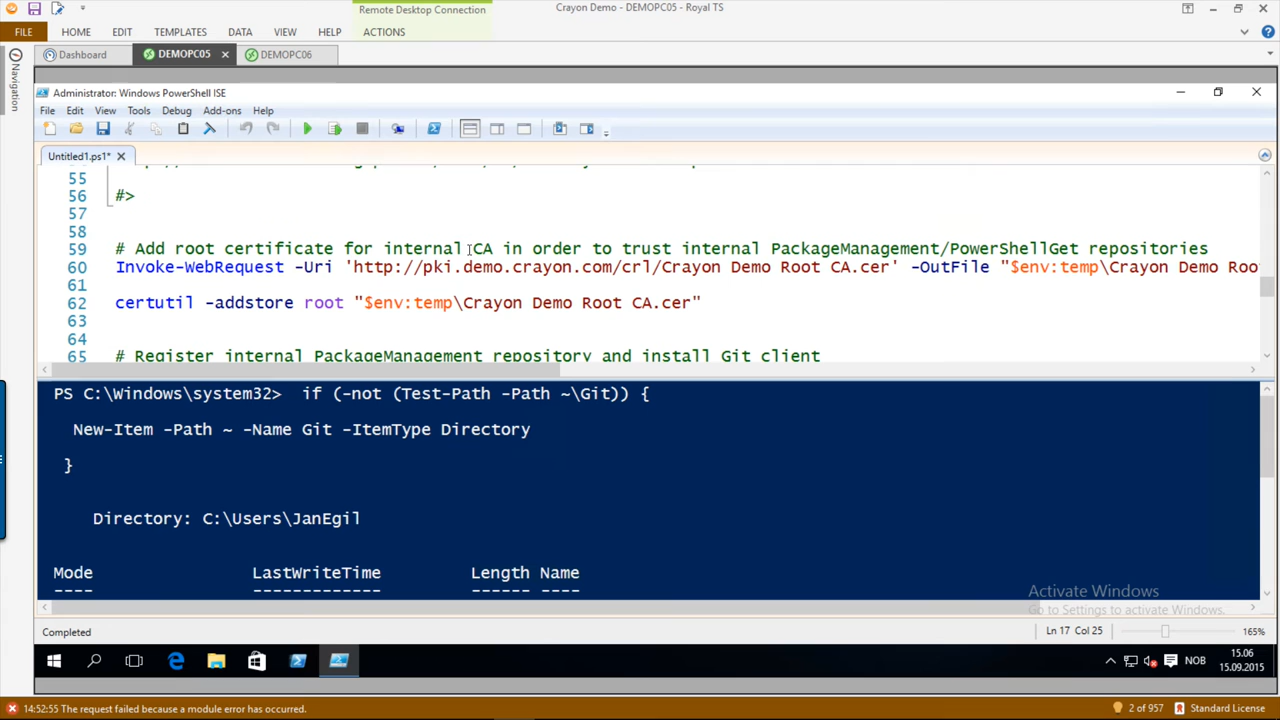 Remote Desktop Connection
Crayon Demo - DEMOPC05 - Royal TS
FILE HOME EDIT TEMPLATES DATA VIEW HELP ACTIONS
Dashboard DEMOPC05 DEMOPC06
Navigation
Administrator: Windows PowerShell ISE
File Edit View Tools Debug Add-ons Help
Untitled1.ps1*
55
56 #>
57
58
59 # Add root certificate for internal CA in order to trust internal PackageManagement/PowerShellGet repositories
60 Invoke-WebRequest -Uri 'http://pki.demo.crayon.com/crl/Crayon Demo Root CA.cer' -OutFile "$env:temp\Crayon Demo Roo
61
62 certutil -addstore root "$env:temp\Crayon Demo Root CA.cer"
63
64
65 # Register internal PackageManagement repository and install Git client
PS C:\Windows\system32> if (-not (Test-Path -Path ~\Git)) {
New-Item -Path ~ -Name Git -ItemType Directory
}
Directory: C:\Users\JanEgil
Mode LastWriteTime Length Name
---- ------------- ------ ----
Activate Windows
Go to Settings to activate Windows.
Completed
Ln 17 Col 25
165%
NOB
15.06
15.09.2015
14:52:55 The request failed because a module error has occurred.
2 of 957
Standard License